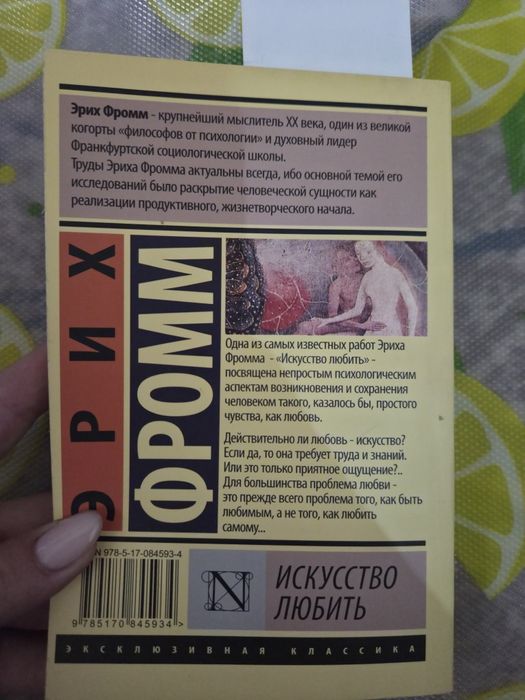 Эрих Фромм - крупнейший мыслитель XX века, один из великой
когорты «философов от психологии» и духовный лидер
Франкфуртской социологической школы.
Труды Эриха Фромма актуальны всегда, ибо основной темой его
исследований было раскрытие человеческой сущности как
реализации продуктивного, жизнетворческого начала.
ЭРИХ
ФРОММ
Одна из самых известных работ Эриха
Фромма - «Искусство любить» -
посвящена непростым психологическим
аспектам возникновения и сохранения
человеком такого, казалось бы, простого
чувства, как любовь.
Действительно ли любовь - искусство?
Если да, то она требует труда и знаний.
Или это только приятное ощущение?..
Для большинства проблема любви -
это прежде всего проблема того, как быть
любимым, а не того, как любить
самому...
N 978-5-17-084593-4
9 785170 845934 >
N
ИСКУССТВО
ЛЮБИТЬ
ЭКСКЛЮЗИВНАЯ КЛАССИКА